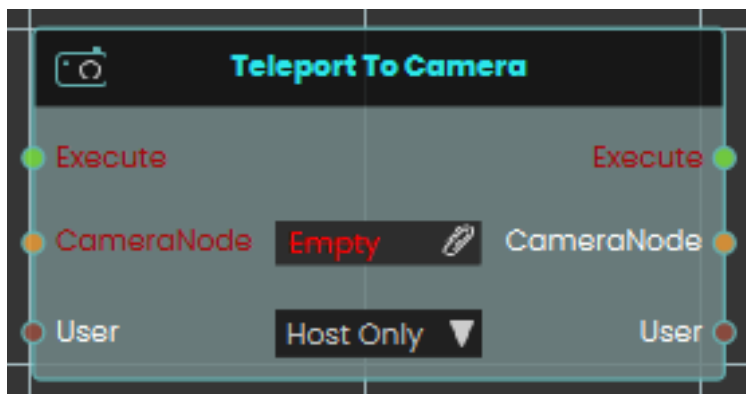 Teleport To Camera
Execute Execute
CameraNode Empty CameraNode
User Host Only User